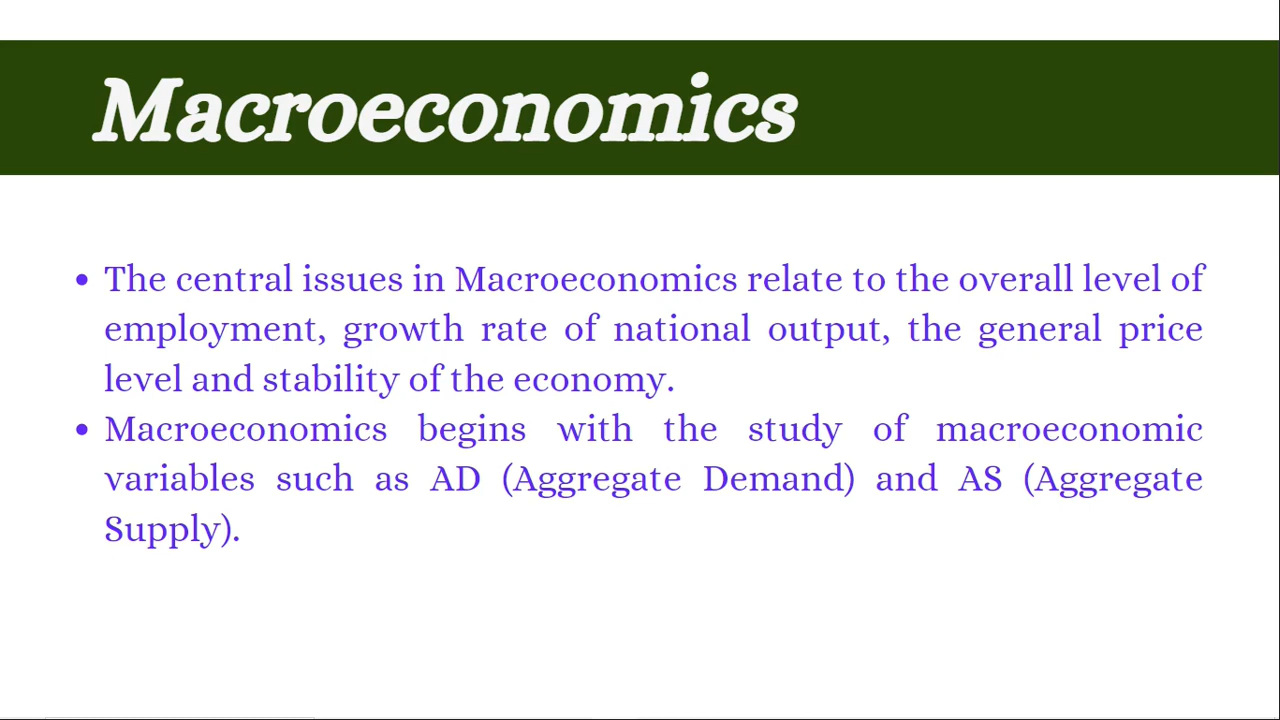 Macroeconomics
• The central issues in Macroeconomics relate to the overall level of
employment, growth rate of national output, the general price
level and stability of the economy.
• Macroeconomics begins with the study of macroeconomic
variables such as AD (Aggregate Demand) and AS (Aggregate
Supply).